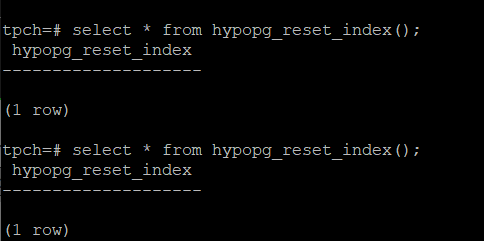 tpch=# select * from hypopg_reset_index();
 hypopg_reset_index
--------------------

(1 row)

tpch=# select * from hypopg_reset_index();
 hypopg_reset_index
--------------------

(1 row)